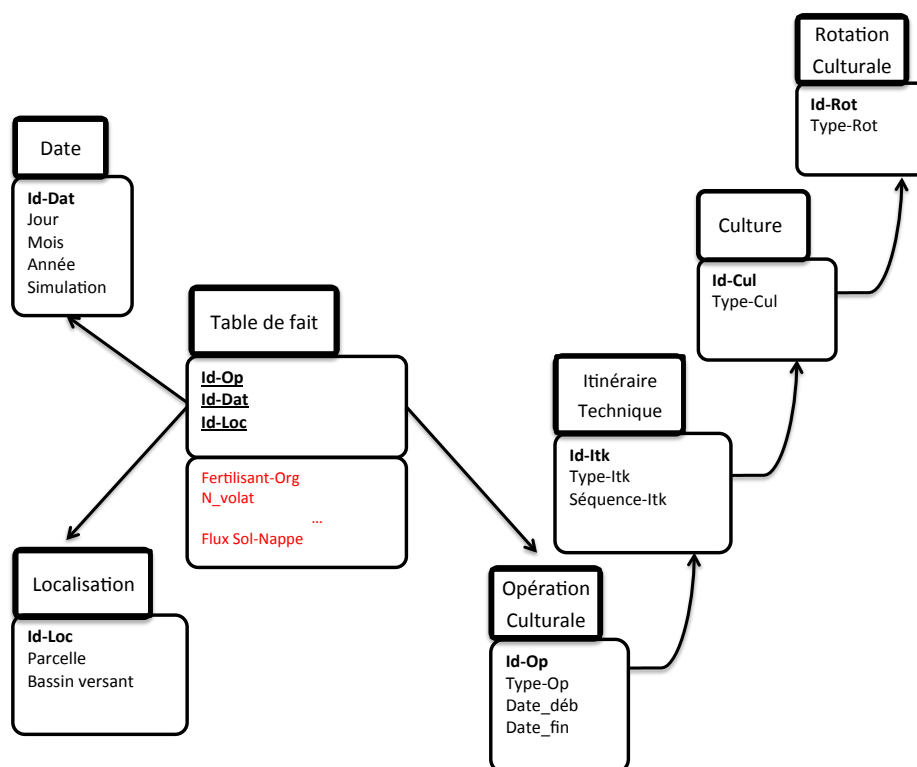 Date
Id-Dat
Jour
Mois
Année
Simulation
Table de fait
Id-Op
Id-Dat
Id-Loc
Fertilisant-Org
N_volat
...
Flux Sol-Nappe
Localisation
Id-Loc
Parcelle
Bassin versant
Opération
Culturale
Id-Op
Type-Op
Date_déb
Date_fin
Itinéraire
Technique
Id-Itk
Type-Itk
Séquence-Itk
Culture
Id-Cul
Type-Cul
Rotation
Culturale
Id-Rot
Type-Rot